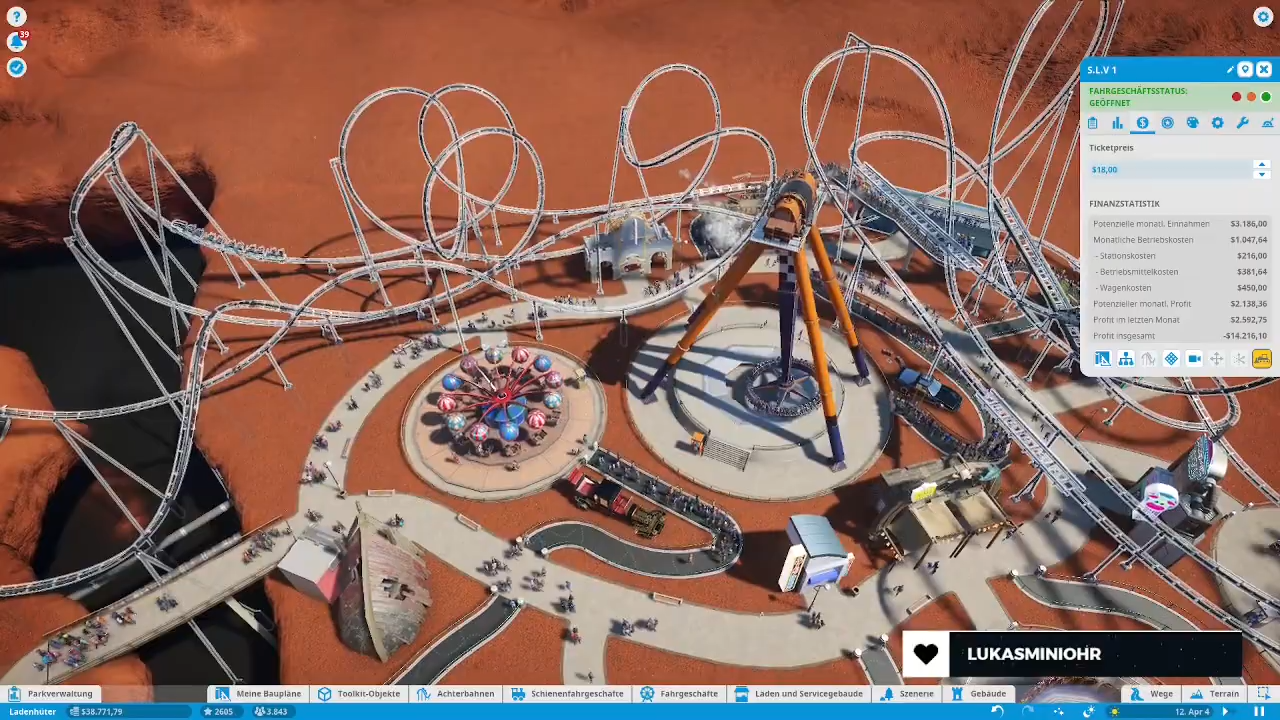 ?
39
S.L.V 1
FAHRGESCHÄFTSSTATUS:
GEÖFFNET
Ticketpreis
$18,00
FINANZSTATISTIK
Potenzielle monatl. Einnahmen $3.186,00
Monatliche Betriebskosten $1.047,64
- Stationskosten $216,00
- Betriebsmittelkosten $381,64
- Wagenkosten $450,00
Potenzieller monatl. Profit $2.138,36
Profit im letzten Monat $2.592,75
Profit insgesamt -$14.216,10
LUKASMINIOHR
Parkverwaltung Meine Baupläne Toolkit-Objekte Achterbahnen Schienenfahrgeschäfte Fahrgeschäfte Laden und Servicegebäude Szenerie Gebäude Wege Terrain
Ladenhüter $38.771,79 2605 3.843 12. Apr 4